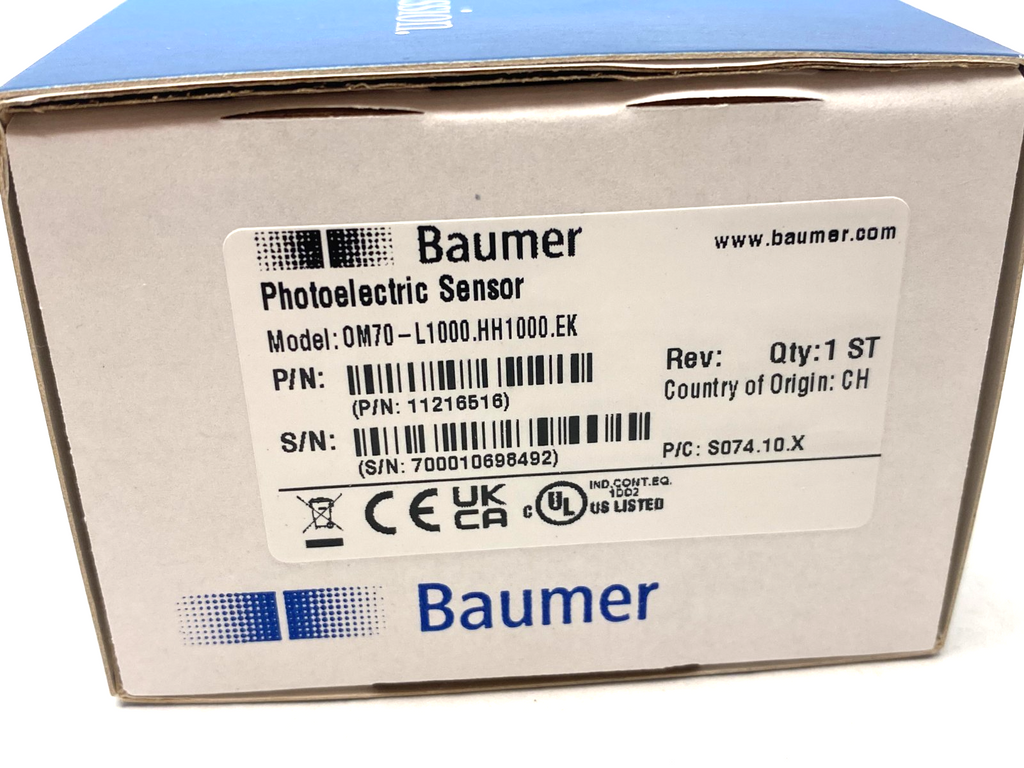 Baumer
www.baumer.com
Photoelectric Sensor
Model: OM70-L1000.HH1000.EK
P/N:
(P/N: 11216516)
Rev: Qty:1 ST
Country of Origin: CH
S/N:
(S/N: 700010698492)
P/C: S074.10.X
CE
UK
CA
c UL US LISTED
IND.CONT.EQ.
1DD2
Baumer